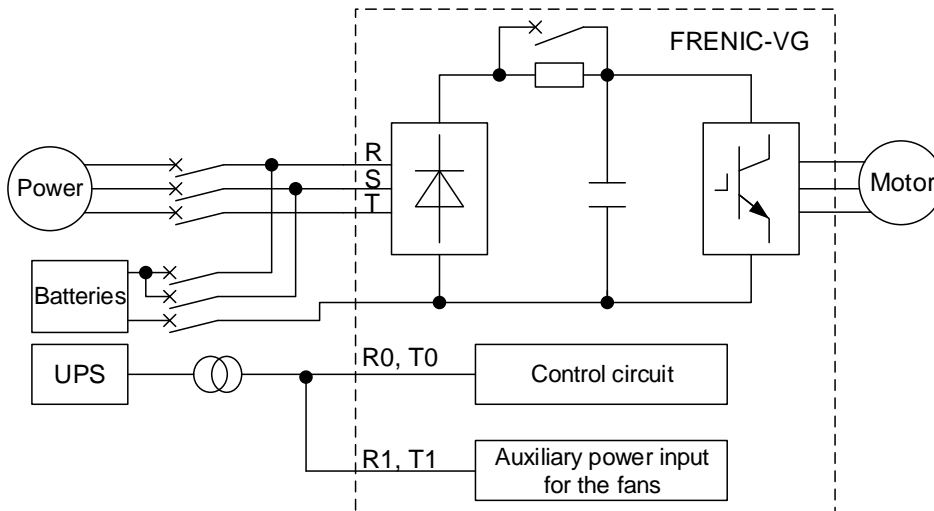 FRENIC-VG
R
S
T
Power
Motor
Batteries
UPS
R0, T0
Control circuit
R1, T1
Auxiliary power input
for the fans